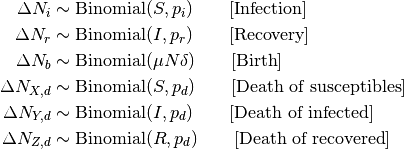 ΔN_i ∼ Binomial(S, p_i) [Infection]
ΔN_r ∼ Binomial(I, p_r) [Recovery]
ΔN_b ∼ Binomial(μNδ) [Birth]
ΔN_{X,d} ∼ Binomial(S, p_d) [Death of susceptibles]
ΔN_{Y,d} ∼ Binomial(I, p_d) [Death of infected]
ΔN_{Z,d} ∼ Binomial(R, p_d) [Death of recovered]